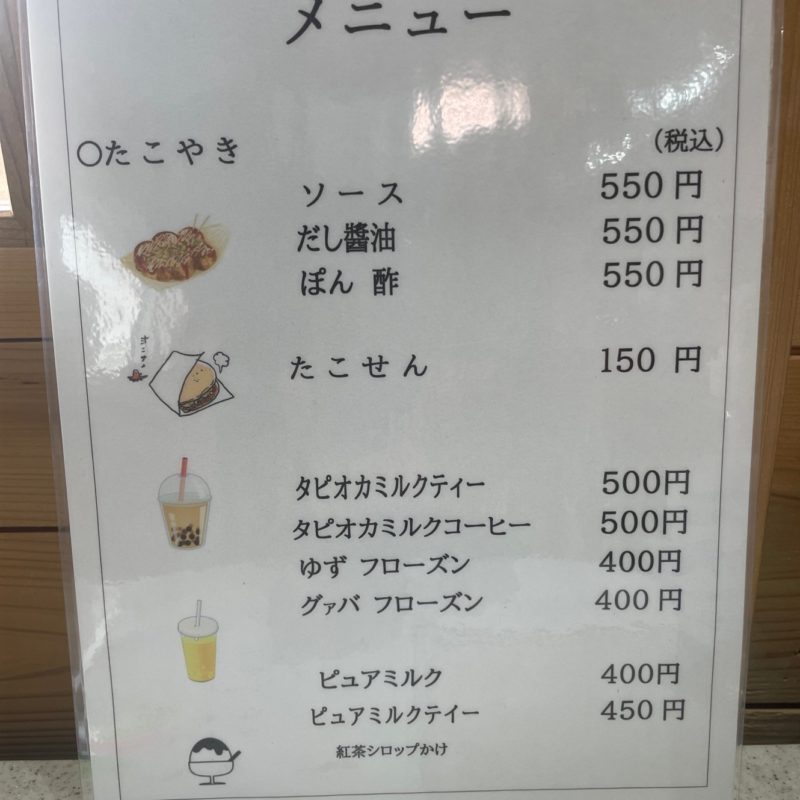 メニュー
〇たこやき
(税込)
ソース 550円
だし醬油 550円
ぽん 酢 550円
たこせん 150 円
タピオカミルクティー 500円
タピオカミルクコーヒー 500円
ゆず フローズン 400円
グァバ フローズン 400円
ピュアミルク 400円
ピュアミルクテイー 450円
紅茶シロップかけ